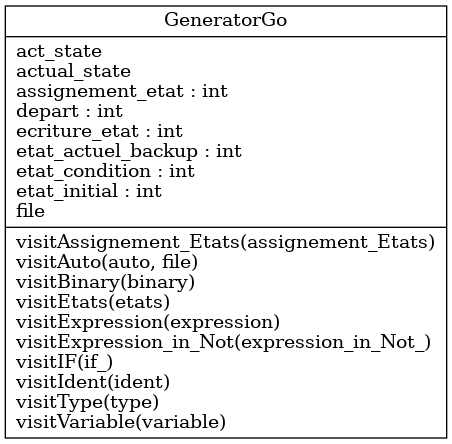 GeneratorGo
act_state
actual_state
assignement_etat : int
depart : int
ecriture_etat : int
etat_actuel_backup : int
etat_condition : int
etat_initial : int
file
visitAssignement_Etats(assignement_Etats)
visitAuto(auto, file)
visitBinary(binary)
visitEtats(etats)
visitExpression(expression)
visitExpression_in_Not(expression_in_Not_)
visitIF(if_)
visitIdent(ident)
visitType(type)
visitVariable(variable)